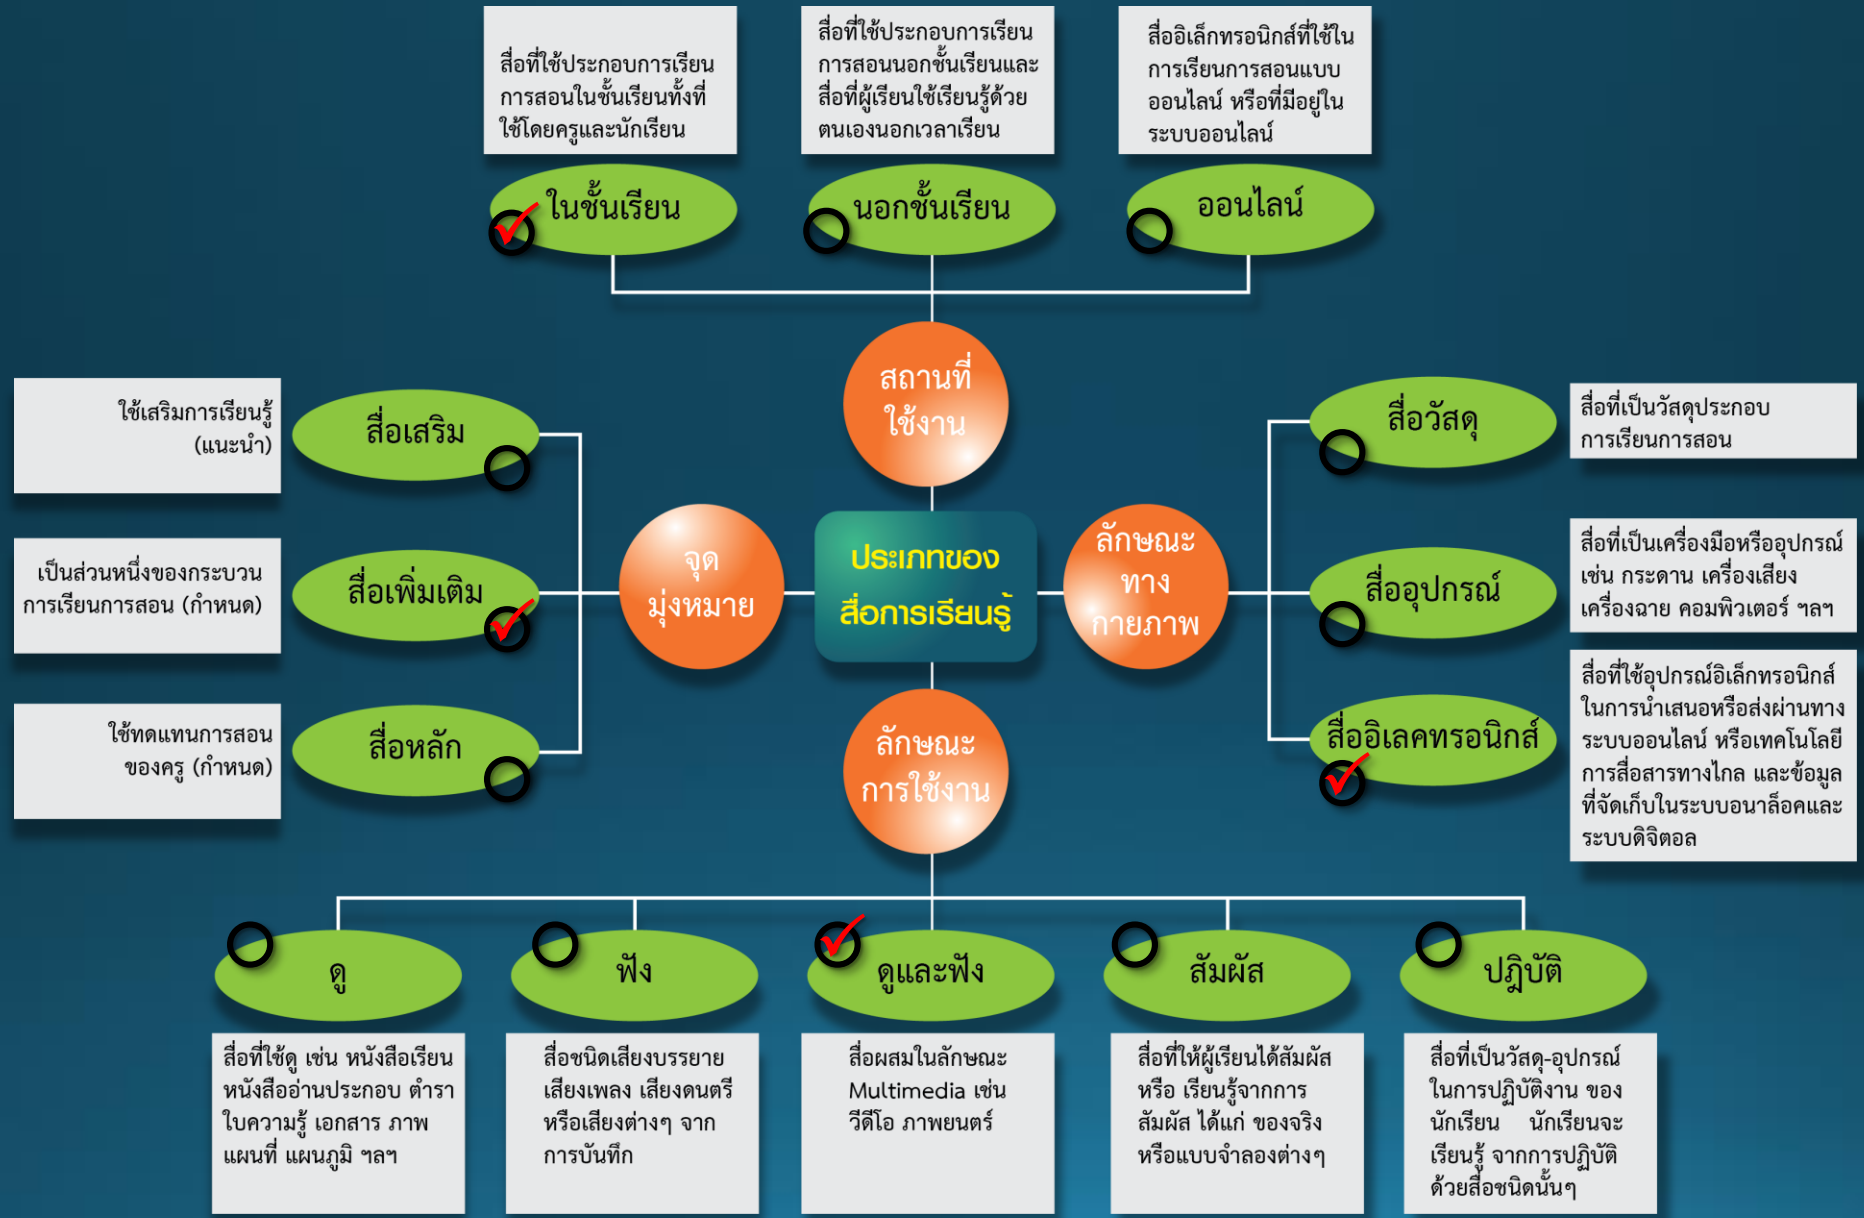 สื่อที่ใช้ประกอบการเรียน
การสอนในชั้นเรียนทั้งที่
ใช้โดยครูและนักเรียน
สื่อที่ใช้ประกอบการเรียน
การสอนนอกชั้นเรียนและ
สื่อที่ผู้เรียนใช้เรียนรู้ด้วย
ตนเองนอกเวลาเรียน
สื่ออิเล็กทรอนิกส์ที่ใช้ใน
การเรียนการสอนแบบ
ออนไลน์ หรือที่มีอยู่ใน
ระบบออนไลน์
ในชั้นเรียน
นอกชั้นเรียน
ออนไลน์
สถานที่
ใช้งาน
ใช้เสริมการเรียนรู้
(แนะนำ)
สื่อเสริม
เป็นส่วนหนึ่งของกระบวน
การเรียนการสอน (กำหนด)
สื่อเพิ่มเติม
ใช้ทดแทนการสอน
ของครู (กำหนด)
สื่อหลัก
จุด
มุ่งหมาย
ประเภทของ
สื่อการเรียนรู้
ลักษณะ
ทาง
กายภาพ
สื่อวัสดุ
สื่อที่เป็นวัสดุประกอบ
การเรียนการสอน
สื่ออุปกรณ์
สื่อที่เป็นเครื่องมือหรืออุปกรณ์
เช่น กระดาน เครื่องเสียง
เครื่องฉาย คอมพิวเตอร์ ฯลฯ
สื่ออิเลคทรอนิกส์
สื่อที่ใช้อุปกรณ์อิเล็กทรอนิกส์
ในการนำเสนอหรือส่งผ่านทาง
ระบบออนไลน์ หรือเทคโนโลยี
การสื่อสารทางไกล และข้อมูล
ที่จัดเก็บในระบบอนาล็อคและ
ระบบดิจิตอล
ลักษณะ
การใช้งาน
ดู
ฟัง
ดูและฟัง
สัมผัส
ปฎิบัติ
สื่อที่ใช้ดู เช่น หนังสือเรียน
หนังสืออ่านประกอบ ตำรา
ใบความรู้ เอกสาร ภาพ
แผนที่ แผนภูมิ ฯลฯ
สื่อชนิดเสียงบรรยาย
เสียงเพลง เสียงดนตรี
หรือเสียงต่างๆ จาก
การบันทึก
สื่อผสมในลักษณะ
Multimedia เช่น
วีดีโอ ภาพยนตร์
สื่อที่ให้ผู้เรียนได้สัมผัส
หรือ เรียนรู้จากการ
สัมผัส ได้แก่ ของจริง
หรือแบบจำลองต่างๆ
สื่อที่เป็นวัสดุ-อุปกรณ์
ในการปฏิบัติงาน ของ
นักเรียน นักเรียนจะ
เรียนรู้ จากการปฏิบัติ
ด้วยสื่อชนิดนั้นๆ